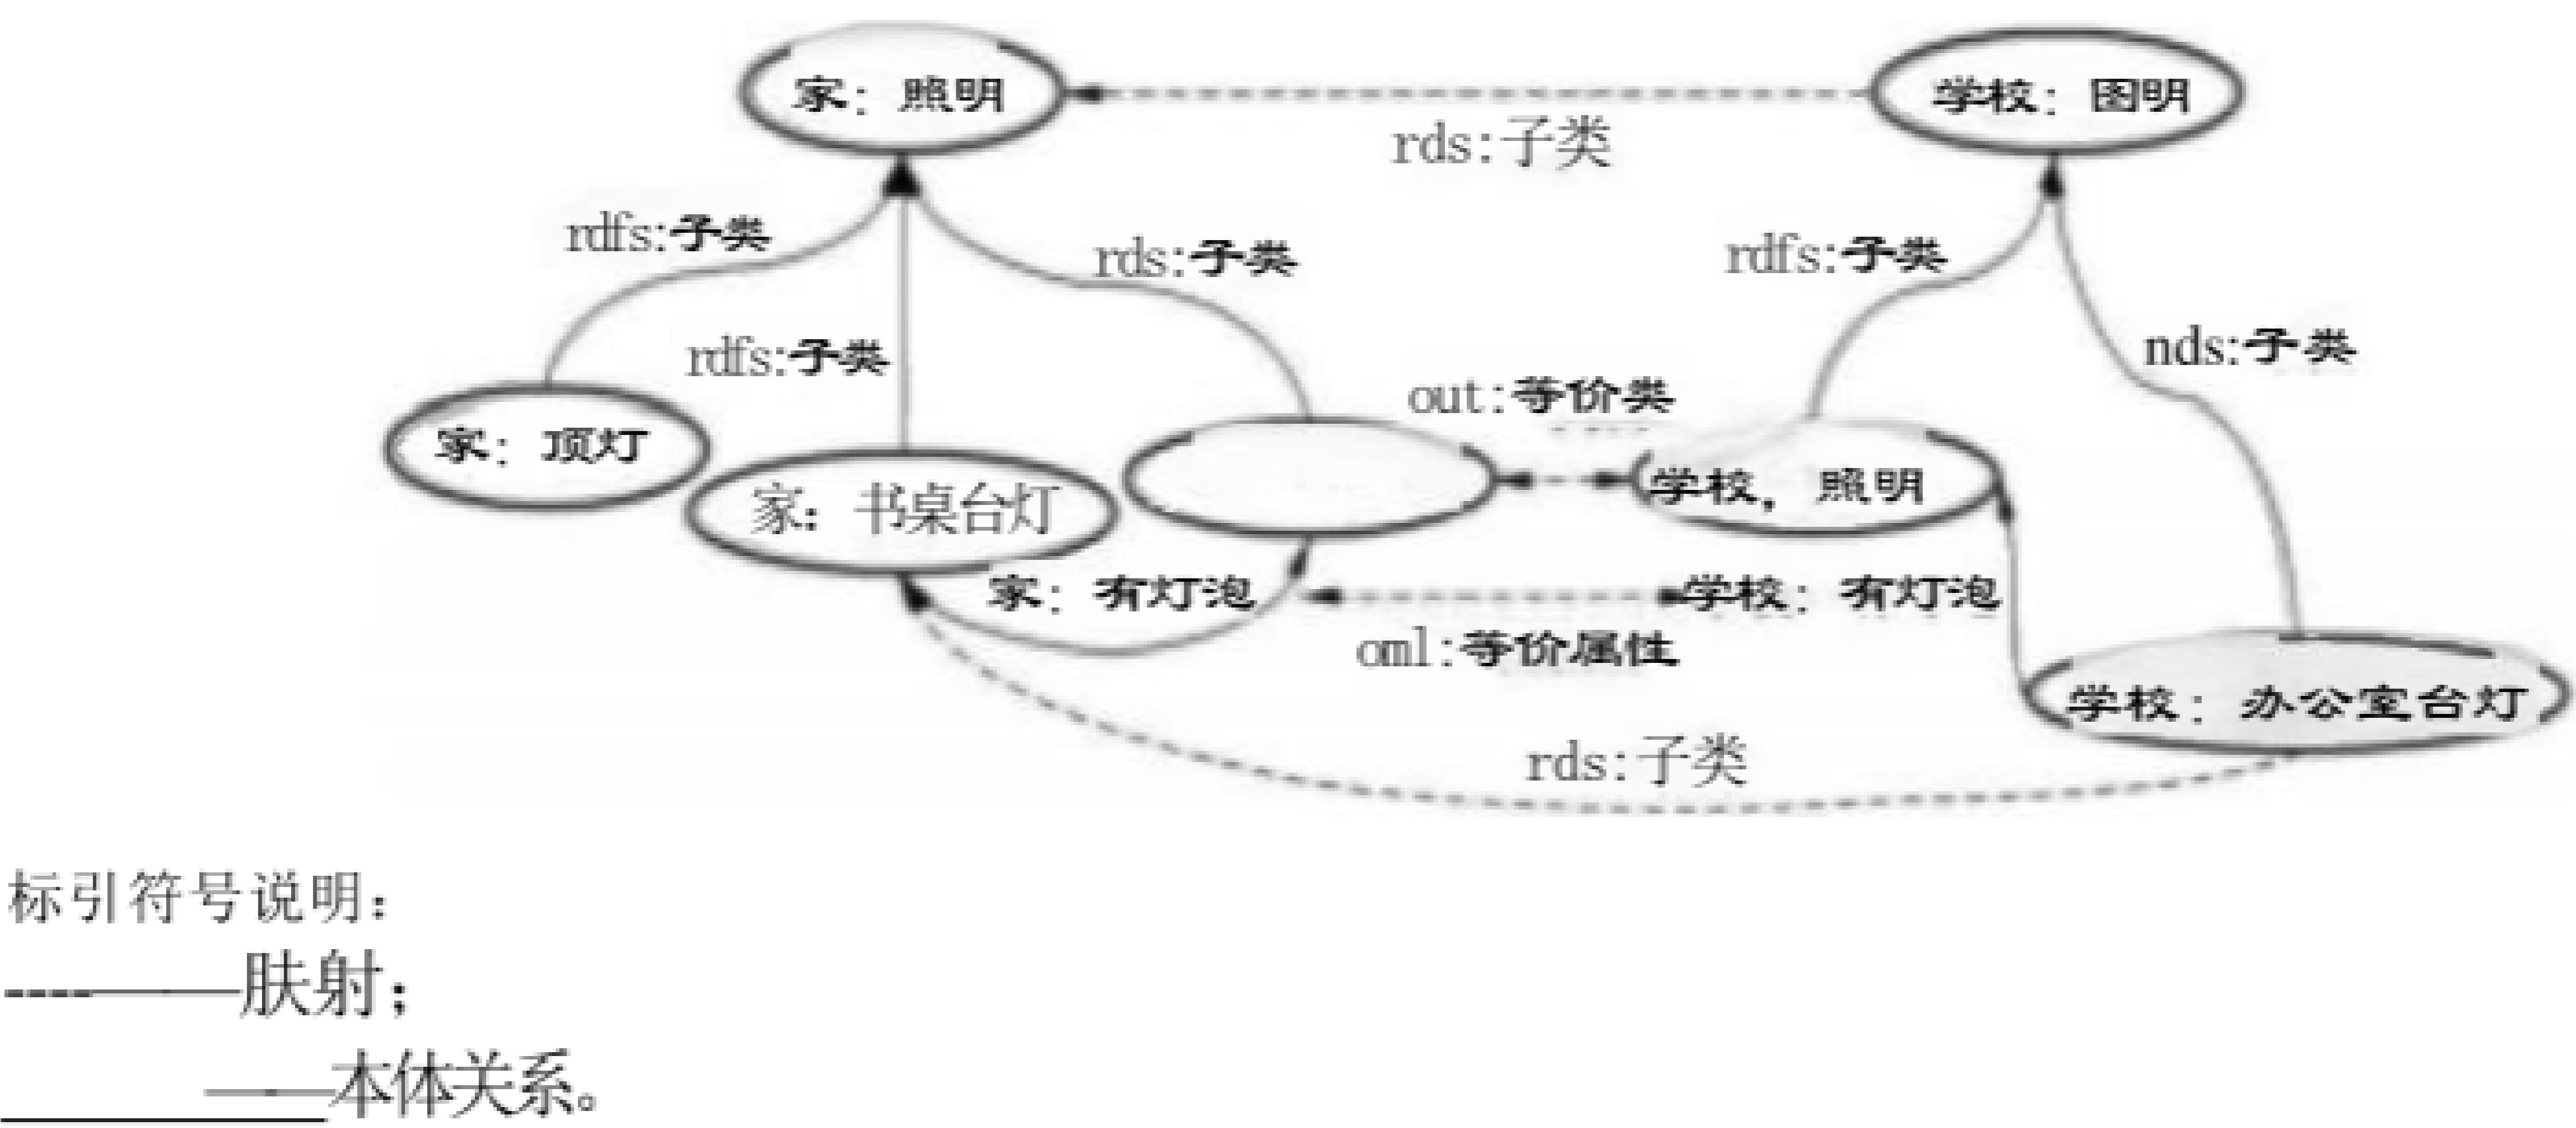 家：照明
学校：图明
rds:子类
rdfs:子类
rds:子类
rdfs:子类
rdfs:子类
nds:子类
out:等价类
家：顶灯
家：书桌台灯
学校，照明
家：有灯泡
学校：有灯泡
oml:等价属性
学校：办公室台灯
rds:子类
标引符号说明：
----——肤射；
——本体关系。